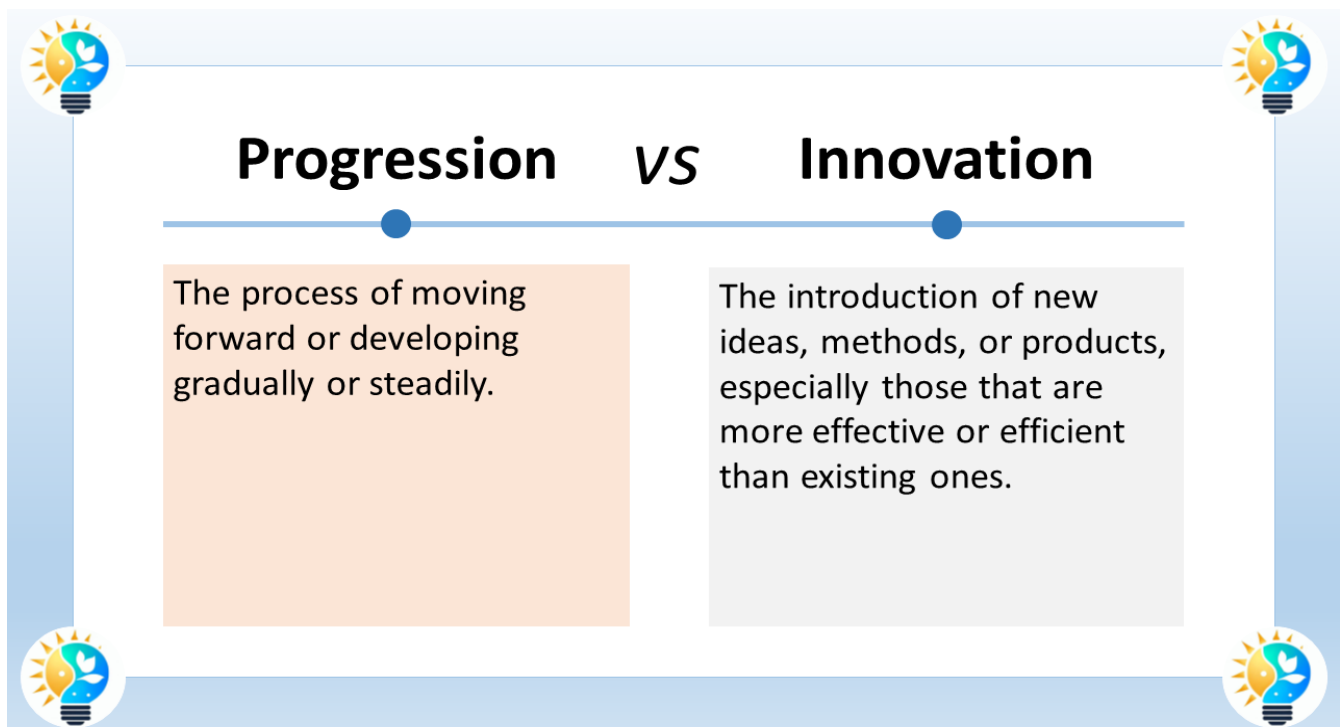 Progression vs Innovation
The process of moving
forward or developing
gradually or steadily.
The introduction of new
ideas, methods, or products,
especially those that are
more effective or efficient
than existing ones.